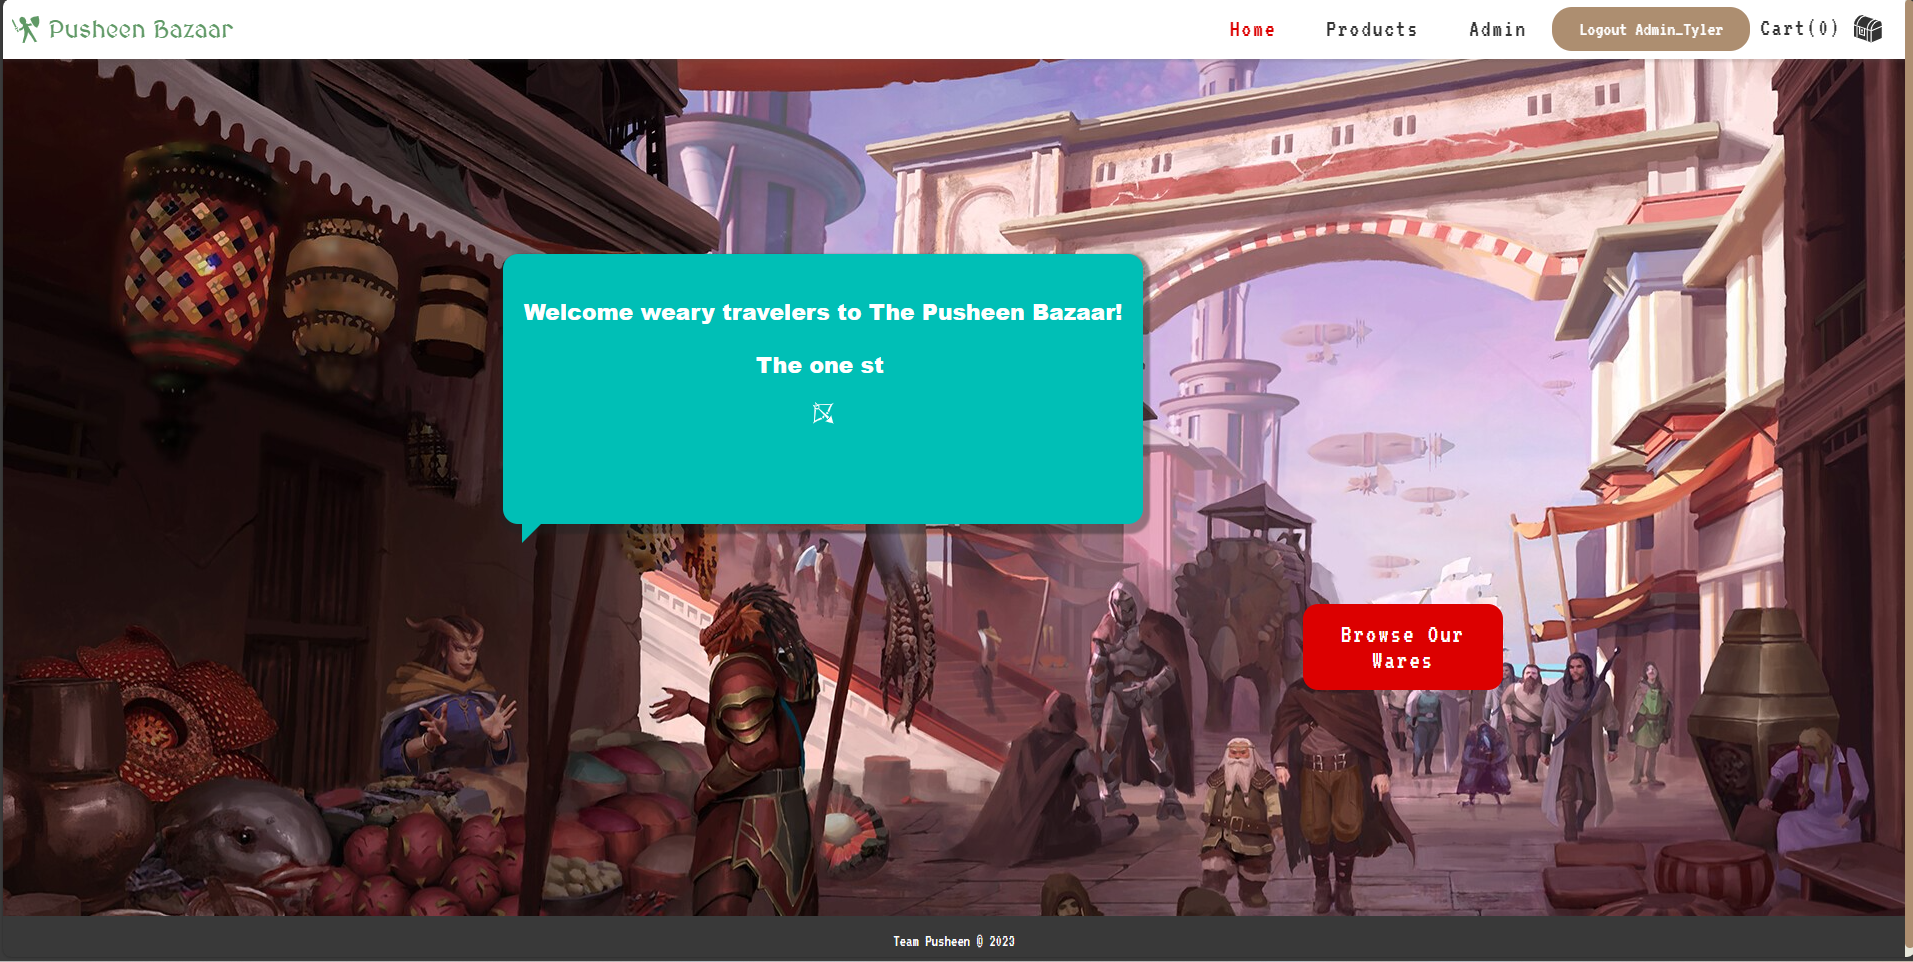 Pusheen Bazaar
Home
Products
Admin
Logout Admin_Tyler
Cart(0)
Welcome weary travelers to The Pusheen Bazaar!
The one st
Browse Our
Wares
Team Pusheen @ 2023